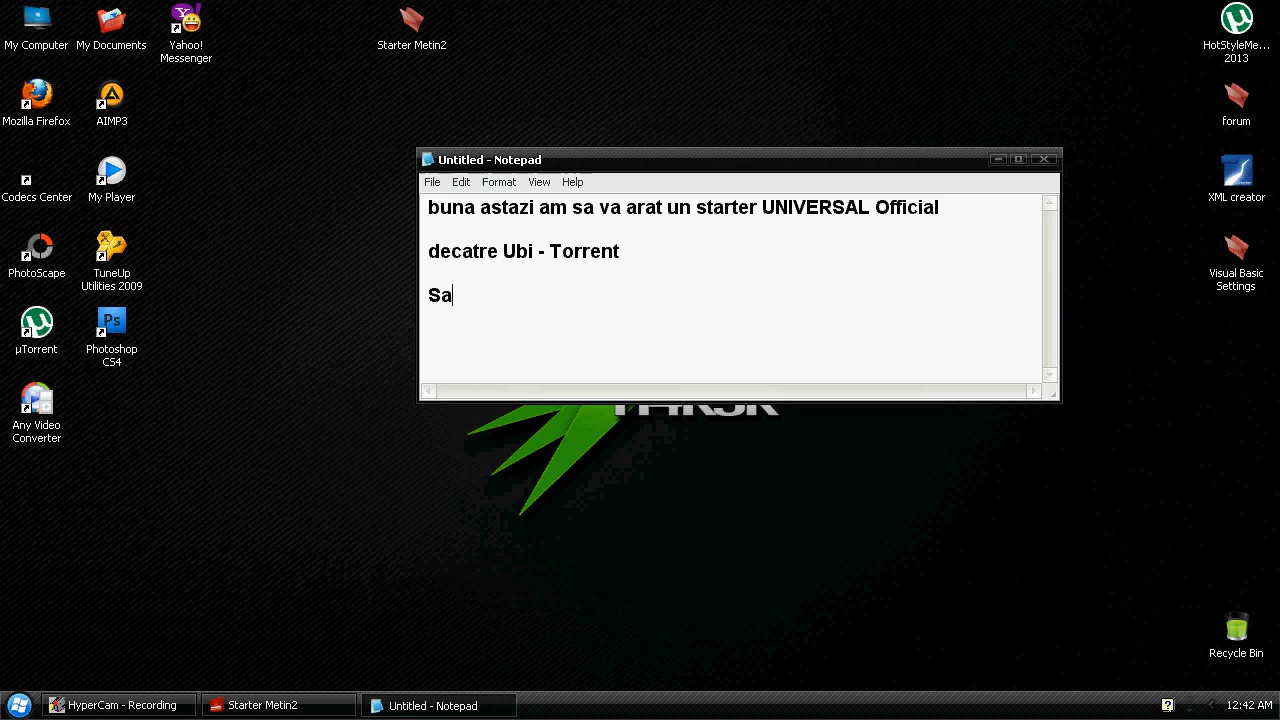 My Computer
My Documents
Yahoo!
Messenger
Starter Metin2
HotStyleMe...
2013
Mozilla Firefox
AIMP3
forum
Codecs Center
My Player
XML creator
PhotoScape
TuneUp
Utilities 2009
Visual Basic
Settings
µTorrent
Ps
Photoshop
CS4
Any Video
Converter
Untitled - Notepad
File Edit Format View Help
buna astazi am sa va arat un starter UNIVERSAL Official
decatre Ubi - Torrent
Sa
Recycle Bin
HyperCam - Recording
Starter Metin2
Untitled - Notepad
12:42 AM